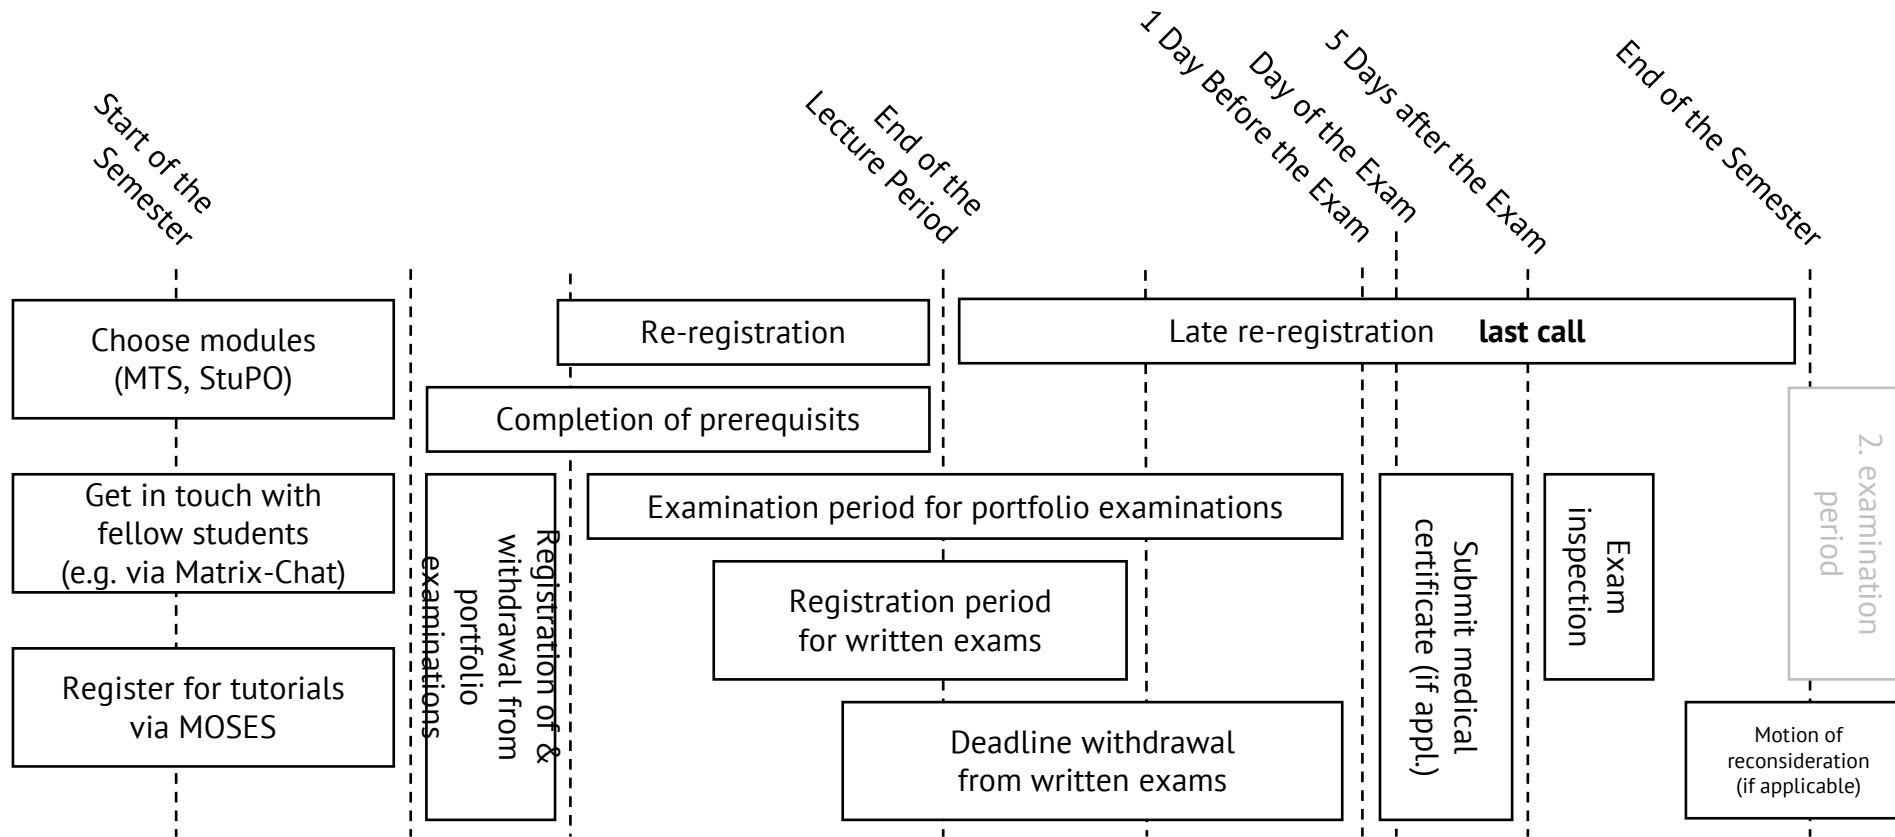 Start of the
Semester
End of the
Lecture Period
1 Day Before the Exam
Day of the Exam
5 Days after the Exam
End of the Semester
Choose modules
(MTS, StuPO)
Re-registration
Late re-registration last call
Completion of prerequisits
Get in touch with
fellow students
(e.g. via Matrix-Chat)
Registration of &
withdrawal from
portfolio
examinations
Examination period for portfolio examinations
Registration period
for written exams
Submit medical
certificate (if appl.)
Exam
inspection
2. examination
period
Register for tutorials
via MOSES
Deadline withdrawal
from written exams
Motion of
reconsideration
(if applicable)